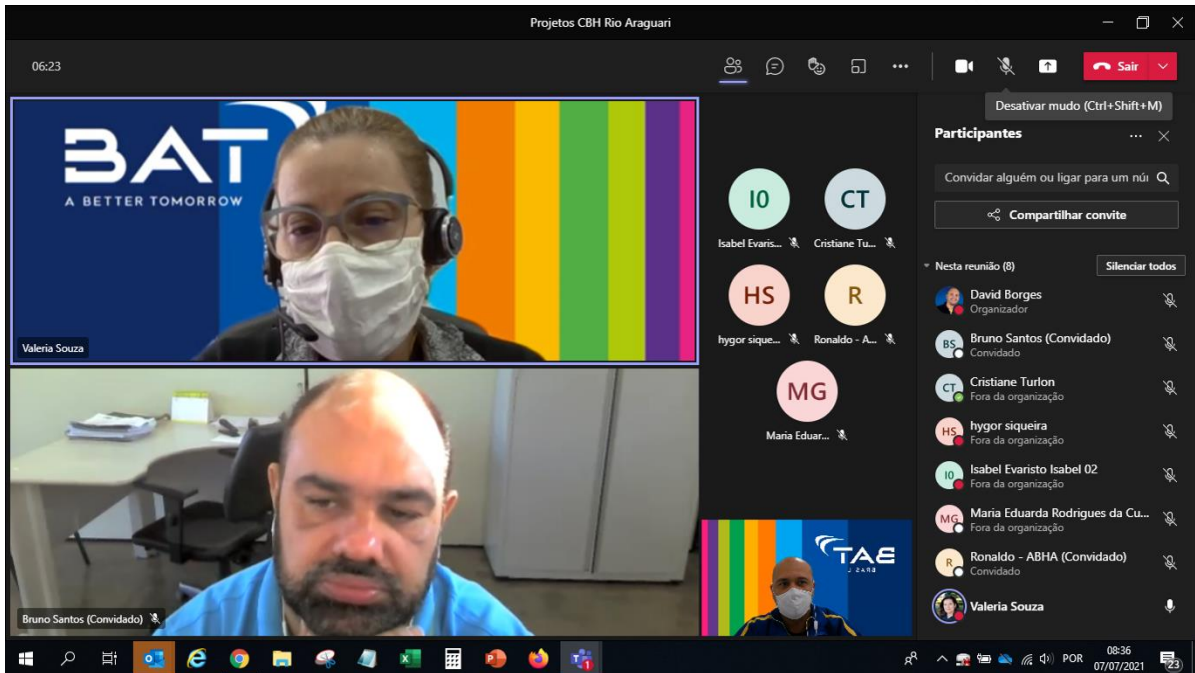 Projetos CBH Rio Araguari
06:23
Sair
Desativar mudo (Ctrl+Shift+M)
BAT
A BETTER TOMORROW
Valeria Souza
Bruno Santos (Convidado)
I0
CT
Isabel Evaris...
Cristiane Tu...
HS
R
hygor sique...
Ronaldo - A...
MG
Maria Eduar...
BAT
BRASIL
Participantes
Convidar alguém ou ligar para um núi
Compartilhar convite
Nesta reunião (8)
Silenciar todos
David Borges
Organizador
BS
Bruno Santos (Convidado)
Convidado
CT
Cristiane Turlon
Fora da organização
HS
hygor siqueira
Fora da organização
I0
Isabel Evaristo Isabel 02
Fora da organização
MG
Maria Eduarda Rodrigues da Cu...
Fora da organização
R
Ronaldo - ABHA (Convidado)
Convidado
Valeria Souza
POR
08:36
07/07/2021
23